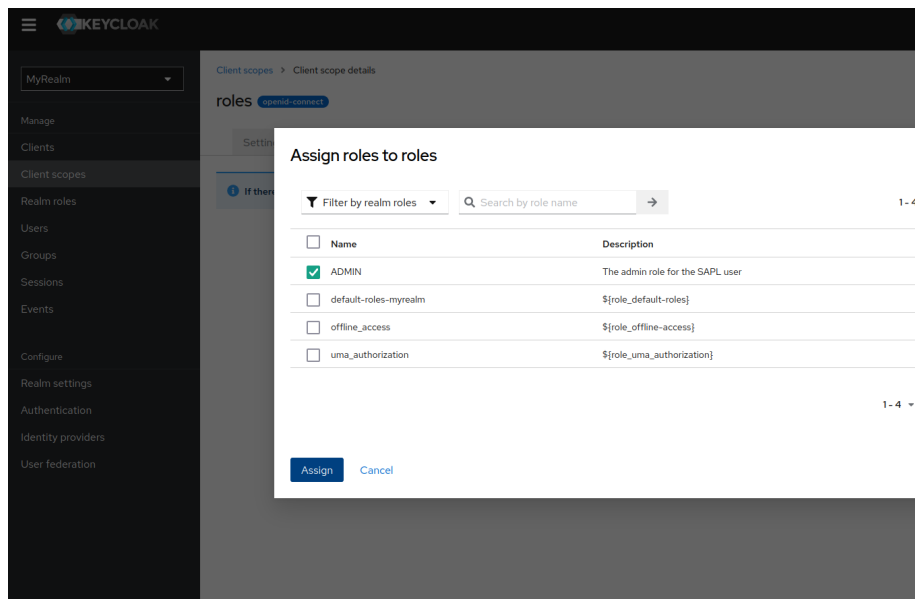 KEYCLOAK
MyRealm
Manage
Clients
Client scopes
Realm roles
Users
Groups
Sessions
Events
Configure
Realm settings
Authentication
Identity providers
User federation
Client scopes > Client scope details
roles openid-connect
Settin
If there
Assign roles to roles
Filter by realm roles Search by role name 1 - 4
Name Description
ADMIN The admin role for the SAPL user
default-roles-myrealm ${role_default-roles}
offline_access ${role_offline-access}
uma_authorization ${role_uma_authorization}
1 - 4
Assign Cancel